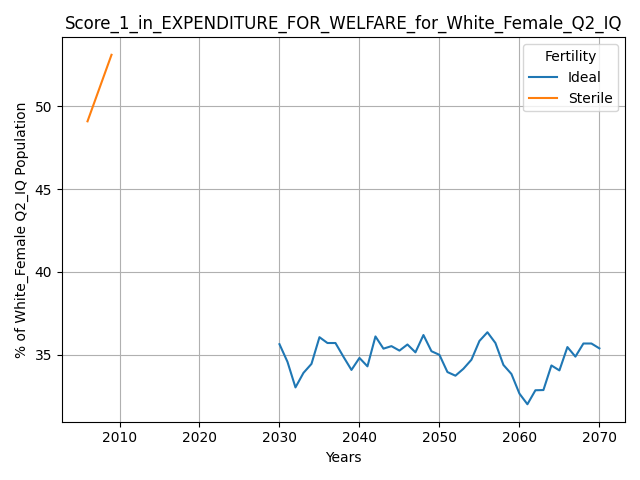 Score_1_in_EXPENDITURE_FOR_WELFARE_for_White_Female_Q2_IQ
Fertility
Ideal
Sterile
% of White_Female Q2_IQ Population
50
45
40
35
2010
2020
2030
2040
2050
2060
2070
Years